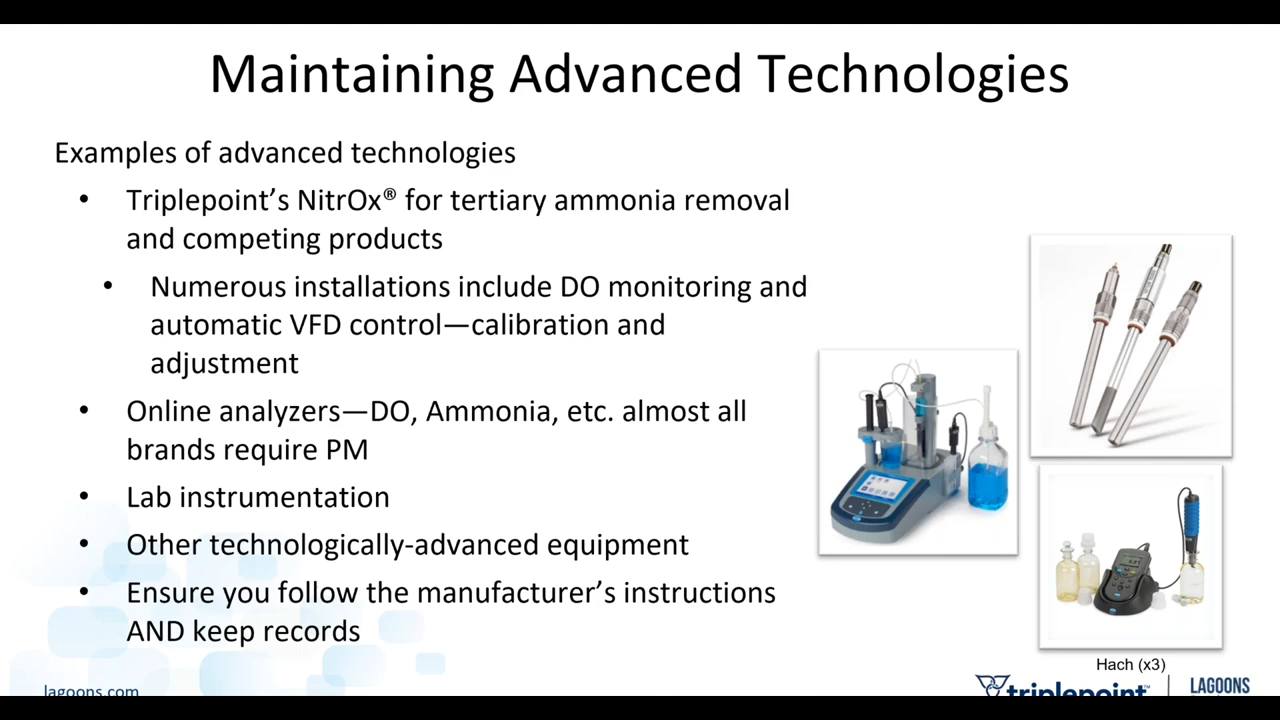 Maintaining Advanced Technologies
Examples of advanced technologies
• Triplepoint’s NitrOx® for tertiary ammonia removal
and competing products
• Numerous installations include DO monitoring and
automatic VFD control—calibration and
adjustment
• Online analyzers—DO, Ammonia, etc. almost all
brands require PM
• Lab instrumentation
• Other technologically-advanced equipment
• Ensure you follow the manufacturer’s instructions
AND keep records
Hach (x3)
lagoons.com
triplepoint™ | LAGOONS